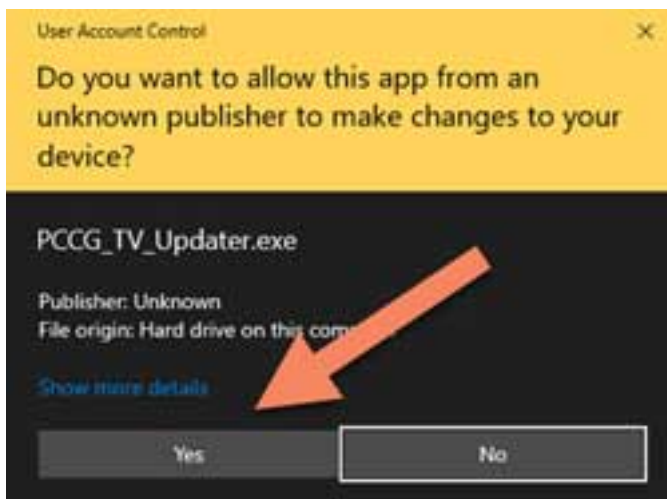 User Account Control
Do you want to allow this app from an
unknown publisher to make changes to your
device?
PCCG_TV_Updater.exe
Publisher: Unknown
File origin: Hard drive on this
Show more details
Yes
No